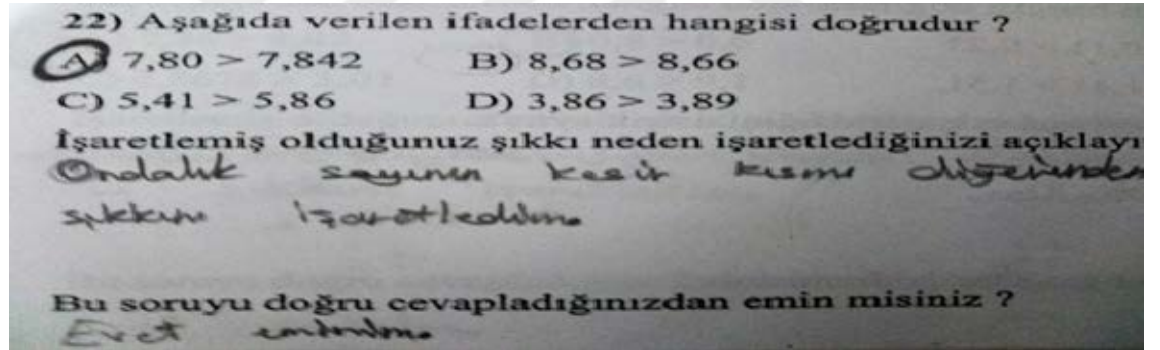 22) Aşağıda verilen ifadelerden hangisi doğrudur ?
A) 7,80 > 7,842 B) 8,68 > 8,66
C) 5,41 > 5,86 D) 3,86 > 3,89
İşaretlemiş olduğunuz şıkkı neden işaretlediğinizi açıklayı
Ondalık sayının kesir kısmı diğerinden
şıkkını işaretledim.
Bu soruyu doğru cevapladığınızdan emin misiniz ?
Evet eminim.